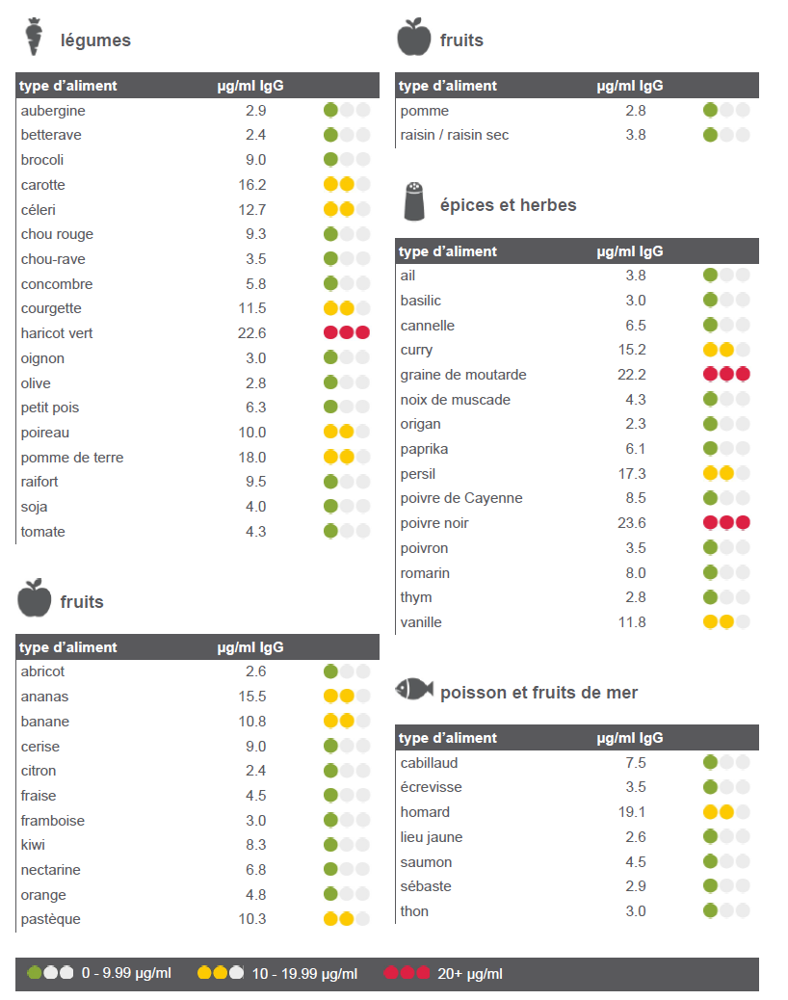 légumes
type d'aliment µg/ml IgG
aubergine 2.9
betterave 2.4
brocoli 9.0
carotte 16.2
céleri 12.7
chou rouge 9.3
chou-rave 3.5
concombre 5.8
courgette 11.5
haricot vert 22.6
oignon 3.0
olive 2.8
petit pois 6.3
poireau 10.0
pomme de terre 18.0
raifort 9.5
soja 4.0
tomate 4.3
fruits
type d'aliment µg/ml IgG
abricot 2.6
ananas 15.5
banane 10.8
cerise 9.0
citron 2.4
fraise 4.5
framboise 3.0
kiwi 8.3
nectarine 6.8
orange 4.8
pastèque 10.3
fruits
type d'aliment µg/ml IgG
pomme 2.8
raisin / raisin sec 3.8
épices et herbes
type d'aliment µg/ml IgG
ail 3.8
basilic 3.0
cannelle 6.5
curry 15.2
graine de moutarde 22.2
noix de muscade 4.3
origan 2.3
paprika 6.1
persil 17.3
poivre de Cayenne 8.5
poivre noir 23.6
poivron 3.5
romarin 8.0
thym 2.8
vanille 11.8
poisson et fruits de mer
type d'aliment µg/ml IgG
cabillaud 7.5
écrevisse 3.5
homard 19.1
lieu jaune 2.6
saumon 4.5
sébaste 2.9
thon 3.0
0 - 9.99 µg/ml 10 - 19.99 µg/ml 20+ µg/ml